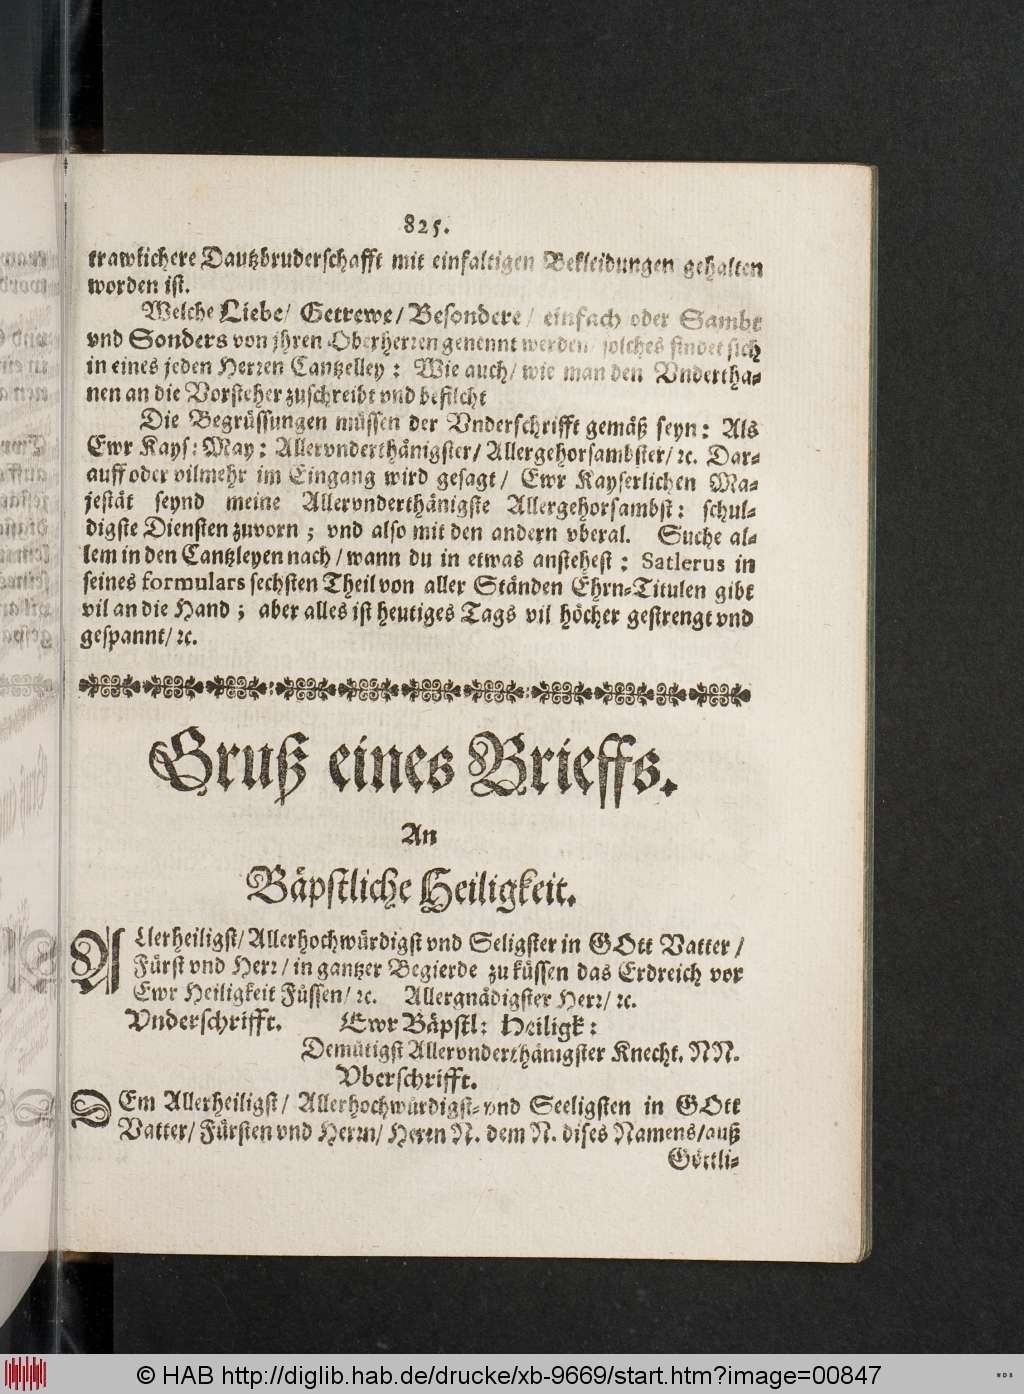 825.
trawlichere Dautzbruderschafft mit einfaltigen Bekleidungen gehalten
worden ist.
Welche Liebe/ Getrewe/ Besondere/ einfach oder Sambt
vnd Sonders von jhren Oberherren genennt werden/ solches findet sich
in eines jeden Herren Cantzelley: Wie auch/ wie man den Vndertha-
nen an die Vorsteher zuschreibt vnd befilcht
Die Begrüssungen müssen der Vnderschrifft gemäß seyn: Als
Ewr Kays: May: Allervnderthänigster/ Allergehorsambster/ ꝛc. Dar-
auff oder vilmehr im Eingang wird gesagt/ Ewr Kayserlichen Ma-
jestät seynd meine Allervnderthänigste Allergehorsambst: schul-
digste Diensten zuvorn; vnd also mit den andern vberal. Suche al-
lem in den Cantzleyen nach/ wann du in etwas anstehest: Satlerus in
seines formulars sechsten Theil von aller Ständen Ehrn-Titulen gibt
vil an die Hand; aber alles ist heutiges Tags vil höcher gestrengt vnd
gespannt/ ꝛc.
Gruß eines Brieffs.
An
Bäpstliche Heiligkeit.
ALlerheiligst/ Allerhochwürdigst vnd Seligster in GOtt Vatter/
Fürst vnd Herr/ in gantzer Begierde zu küssen das Erdreich vor
Ewr Heiligkeit Füssen/ ꝛc. Allergnädigster Herr/ ꝛc.
Vnderschrifft. Ewr Bäpstl: Heiligk:
Demütigst Allervnderthänigster Knecht. NN.
Vberschrifft.
DEm Allerheiligst/ Allerhochwürdigst- vnd Seeligsten in GOtt
Vatter/ Fürsten vnd Herrn/ Herrn N. dem N. dises Namens/ auß
Göttli-
© HAB http://diglib.hab.de/drucke/xb-9669/start.htm?image=00847